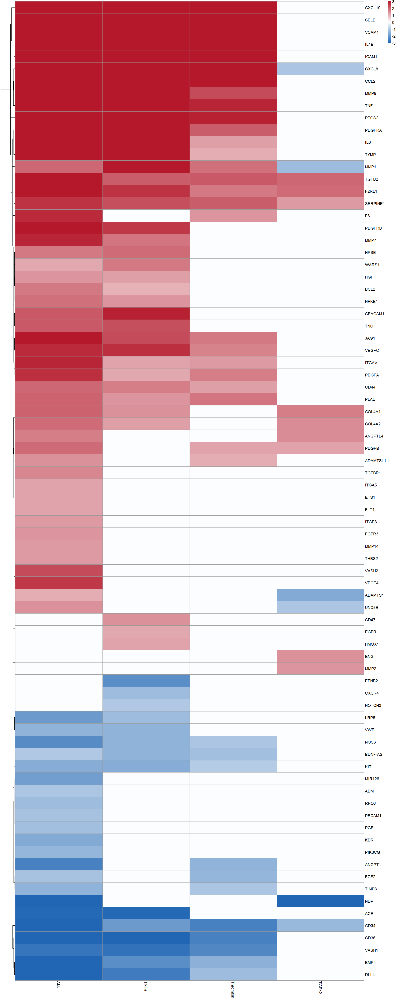 3
2
1
0
-1
-2
-3
CXCL10
SELE
VCAM1
IL1B
ICAM1
CXCL8
CCL2
MMP9
TNF
PTGS2
PDGFRA
IL6
TYMP
MMP1
TGFB2
F2RL1
SERPINE1
F3
PDGFRB
MMP7
HPSE
WARS1
HGF
BCL2
NFKB1
CEACAM1
TNC
JAG1
VEGFC
ITGAV
PDGFA
CD44
PLAU
COL4A1
COL4A2
ANGPTL4
PDGFB
ADAMTSL1
TGFBR1
ITGA5
ETS1
FLT1
ITGB3
FGFR3
MMP14
THBS2
VASH2
VEGFA
ADAMTS1
UNC5B
CD47
EGFR
HMOX1
ENG
MMP2
EFNB2
CXCR4
NOTCH3
LRP5
VWF
NOS3
BDNF-AS
KIT
MIR126
ADM
RHOJ
PECAM1
PGF
KDR
PIK3CG
ANGPT1
FGF2
TIMP3
NDP
ACE
CD34
CD36
VASH1
BMP4
DLL4
ALL
TNFa
Thrombin
TGFb2